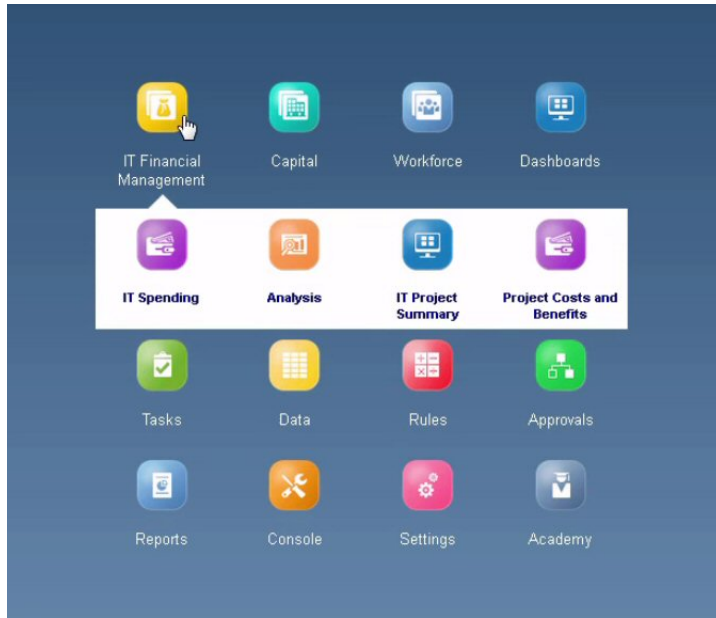 IT Financial
Management
Capital
Workforce
Dashboards
IT Spending
Analysis
IT Project
Summary
Project Costs and
Benefits
Tasks
Data
Rules
Approvals
Reports
Console
Settings
Academy